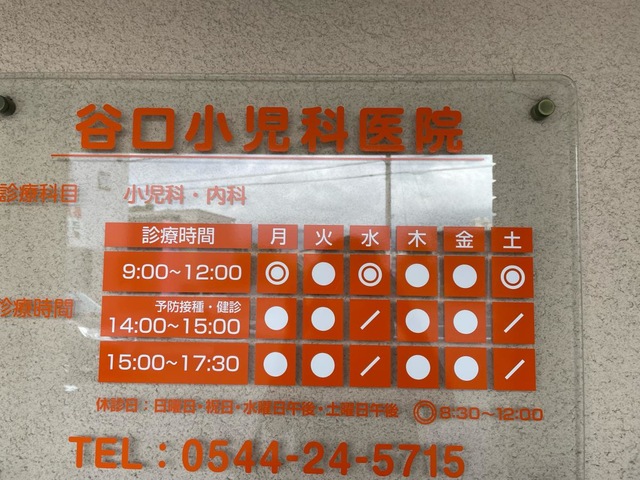 谷口小児科医院
診療科目 小児科・内科
診療時間 月 火 水 木 金 土
9:00~12:00 ◎ ● ◎ ● ● ◎
診療時間
予防接種・健診
14:00~15:00 ● ● / ● ● /
15:00~17:30 ● ● / ● ● /
休診日；日曜日・祝日・水曜日午後・土曜日午後 ◎8:30~12:00
TEL：0544-24-5715